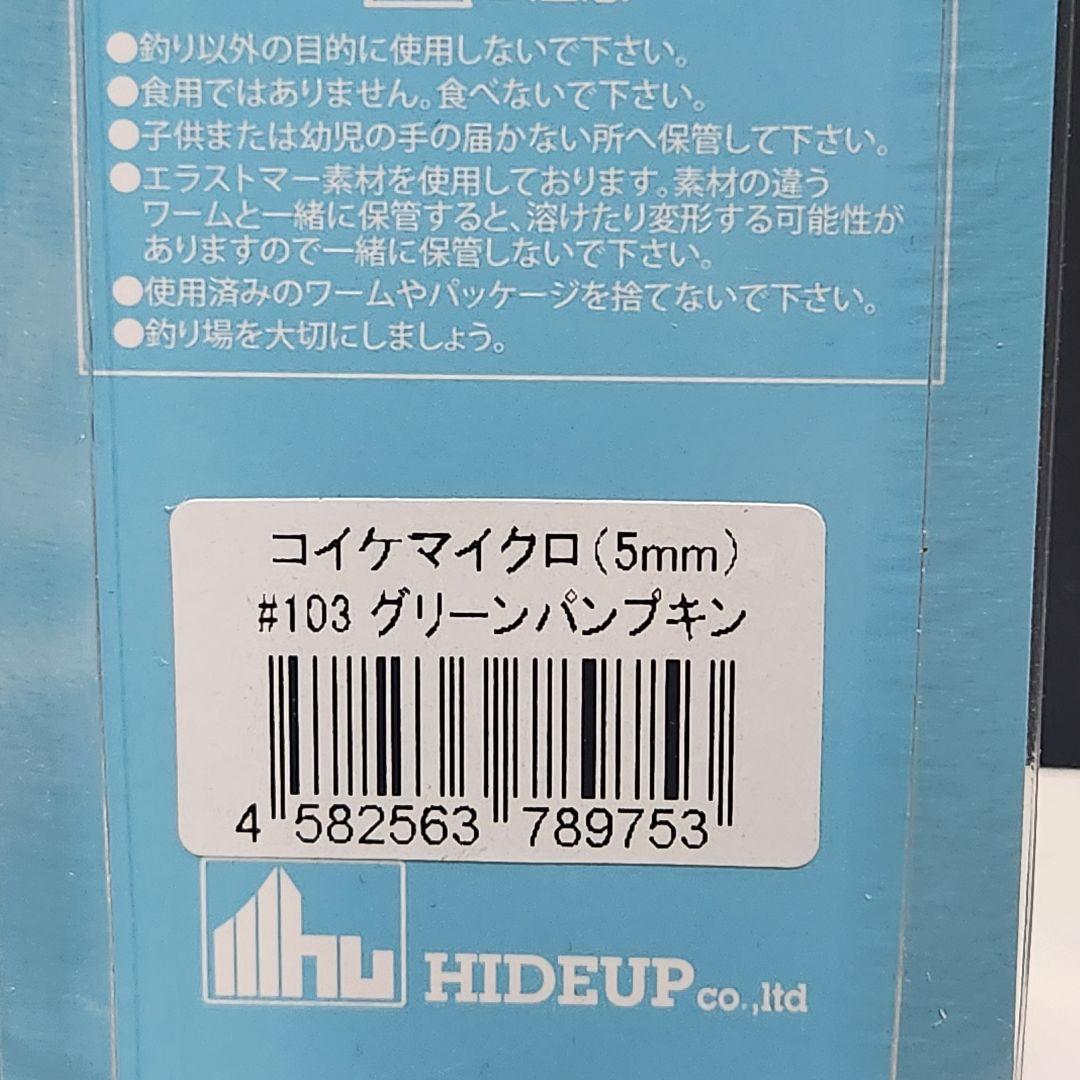 ●釣り以外の目的に使用しないで下さい。
●食用ではありません。食べないで下さい。
●子供または幼児の手の届かない所へ保管して下さい。
●エラストマー素材を使用しております。素材の違う
ワームと一緒に保管すると、溶けたり変形する可能性が
ありますので一緒に保管しないで下さい。
●使用済みのワームやパッケージを捨てないで下さい。
●釣り場を大切にしましょう。
コイケマイクロ(5mm)
#103 グリーンパンプキン
4 582563 789753
hu
HIDEUP co.,ltd